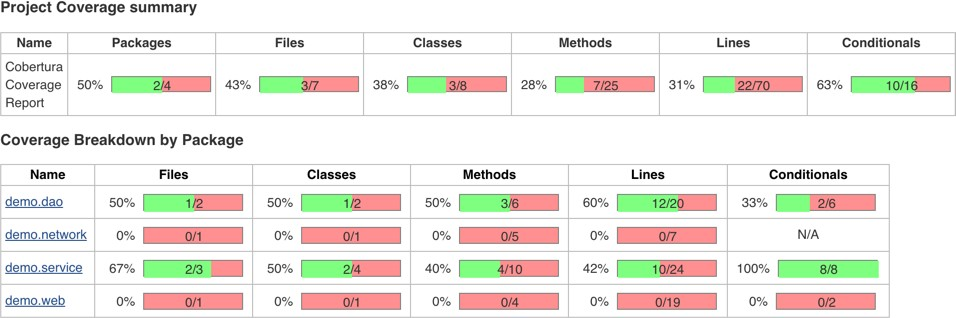 Project Coverage summary
Name Packages Files Classes Methods Lines Conditionals
Cobertura
Coverage 50% 2/4 43% 3/7 38% 3/8 28% 7/25 31% 22/70 63% 10/16
Report
Coverage Breakdown by Package
Name Files Classes Methods Lines Conditionals
demo.dao 50% 1/2 50% 1/2 50% 3/6 60% 12/20 33% 2/6
demo.network 0% 0/1 0% 0/1 0% 0/5 0% 0/7 N/A
demo.service 67% 2/3 50% 2/4 40% 4/10 42% 10/24 100% 8/8
demo.web 0% 0/1 0% 0/1 0% 0/4 0% 0/19 0% 0/2